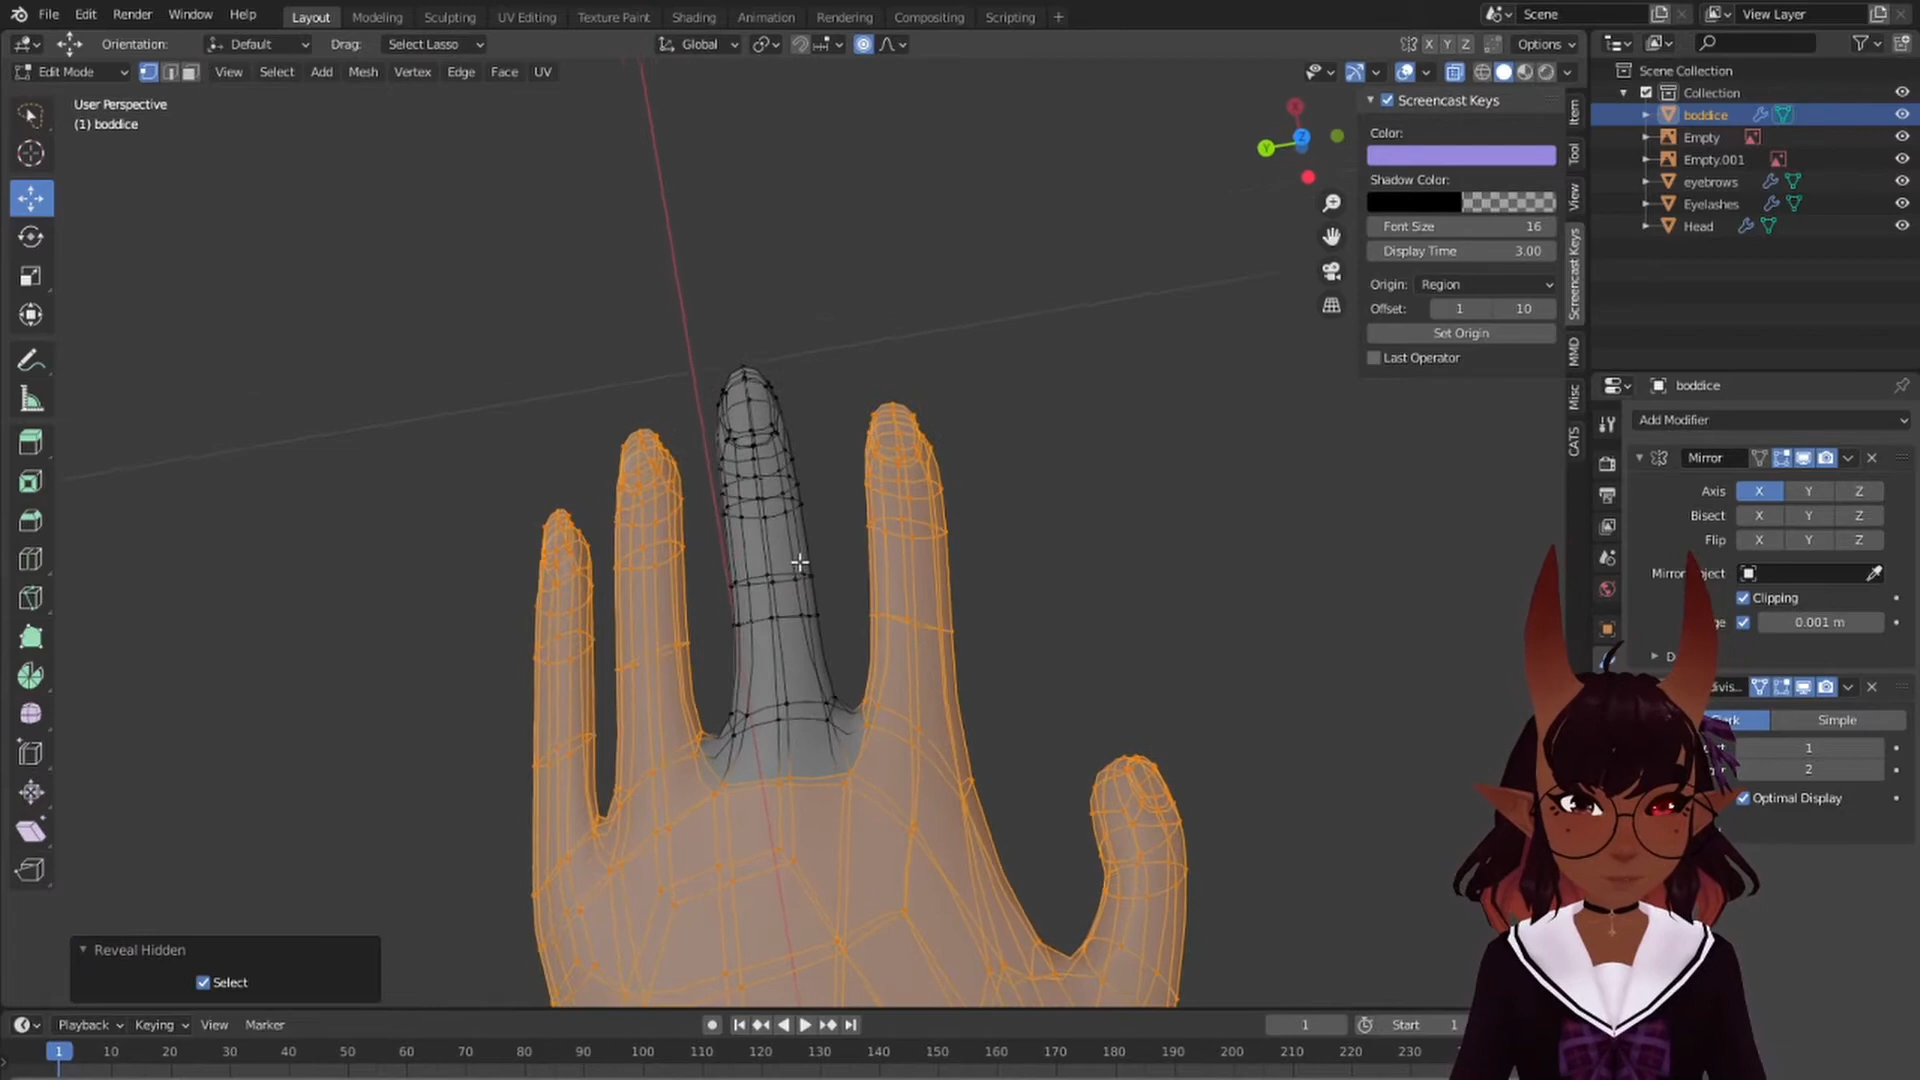 File Edit Render Window Help Layout Modeling Sculpting UV Editing Texture Paint Shading Animation Rendering Compositing Scripting + Scene View Layer
Orientation: Default Drag: Select Lasso Global X Y Z Options
Edit Mode View Select Add Mesh Vertex Edge Face UV
User Perspective
(1) boddice
X
Y
Z
Screencast Keys
Color:
Shadow Color:
Font Size 16
Display Time 3.00
Origin: Region
Offset: 1 10
Set Origin
Last Operator
Item
Tool
View
Screencast Keys
MMD
Misc
CATS
Scene Collection
Collection
boddice
Empty
Empty.001
eyebrows
Eyelashes
Head
boddice
Add Modifier
Mirror
Axis X Y Z
Bisect X Y Z
Flip X Y Z
Clipping
0.001 m
Simple
1
2
Optimal Display
Reveal Hidden
Select
Playback Keying View Marker 1 Start 1
1 10 20 30 40 50 60 70 80 90 100 110 120 130 140 150 160 170 180 190 200 210 220 230